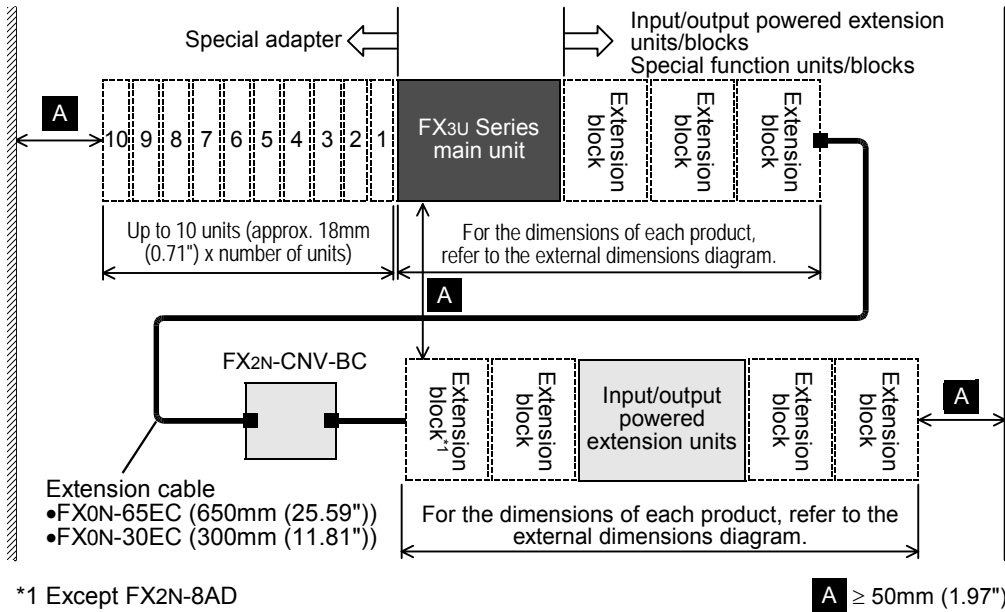 Special adapter
Input/output powered extension
units/blocks
Special function units/blocks
A
10 9 8 7 6 5 4 3 2 1
FX3U Series
main unit
Extension
block
Extension
block
Extension
block
Up to 10 units (approx. 18mm
(0.71") x number of units)
For the dimensions of each product,
refer to the external dimensions diagram.
A
FX2N-CNV-BC
Extension
block*1
Extension
block
Input/output
powered
extension units
Extension
block
Extension
block
A
Extension cable
•FX0N-65EC (650mm (25.59"))
•FX0N-30EC (300mm (11.81"))
For the dimensions of each product, refer to the
external dimensions diagram.
*1 Except FX2N-8AD
A ≥ 50mm (1.97")